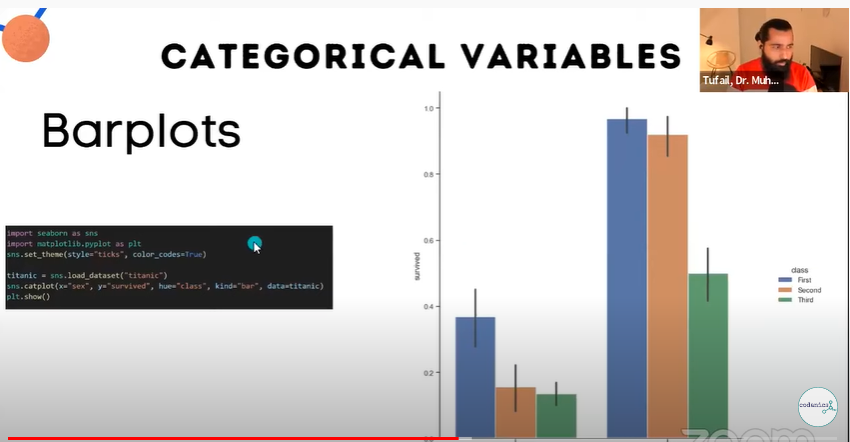 CATEGORICAL VARIABLES
Tufail, Dr. Muh...
Barplots
import seaborn as sns
import matplotlib.pyplot as plt
sns.set_theme(style="ticks", color_codes=True)
titanic = sns.load_dataset("titanic")
sns.catplot(x="sex", y="survived", hue="class", kind="bar", data=titanic)
plt.show()
1.0
0.8
0.6
0.4
0.2
survived
class
First
Second
Third
codanics
zoom